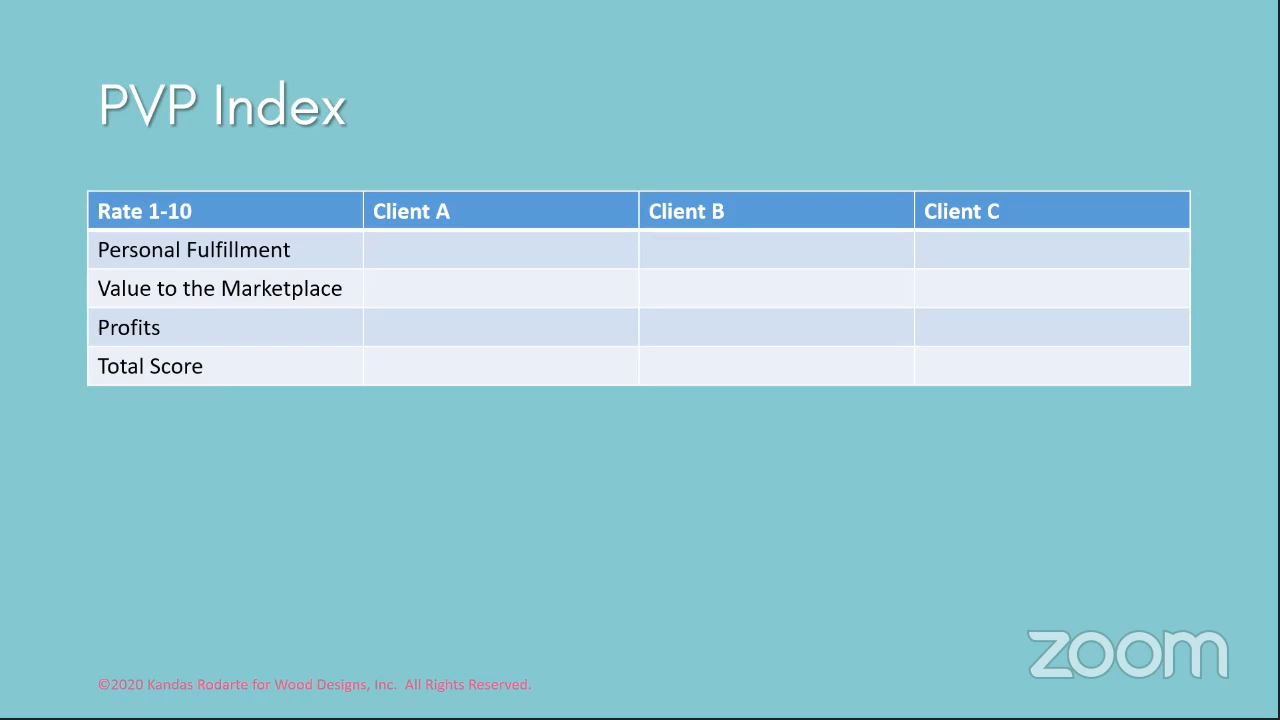 PVP Index
Rate 1-10 Client A Client B Client C
Personal Fulfillment
Value to the Marketplace
Profits
Total Score
zoom
©2020 Kandas Rodarte for Wood Designs, Inc. All Rights Reserved.